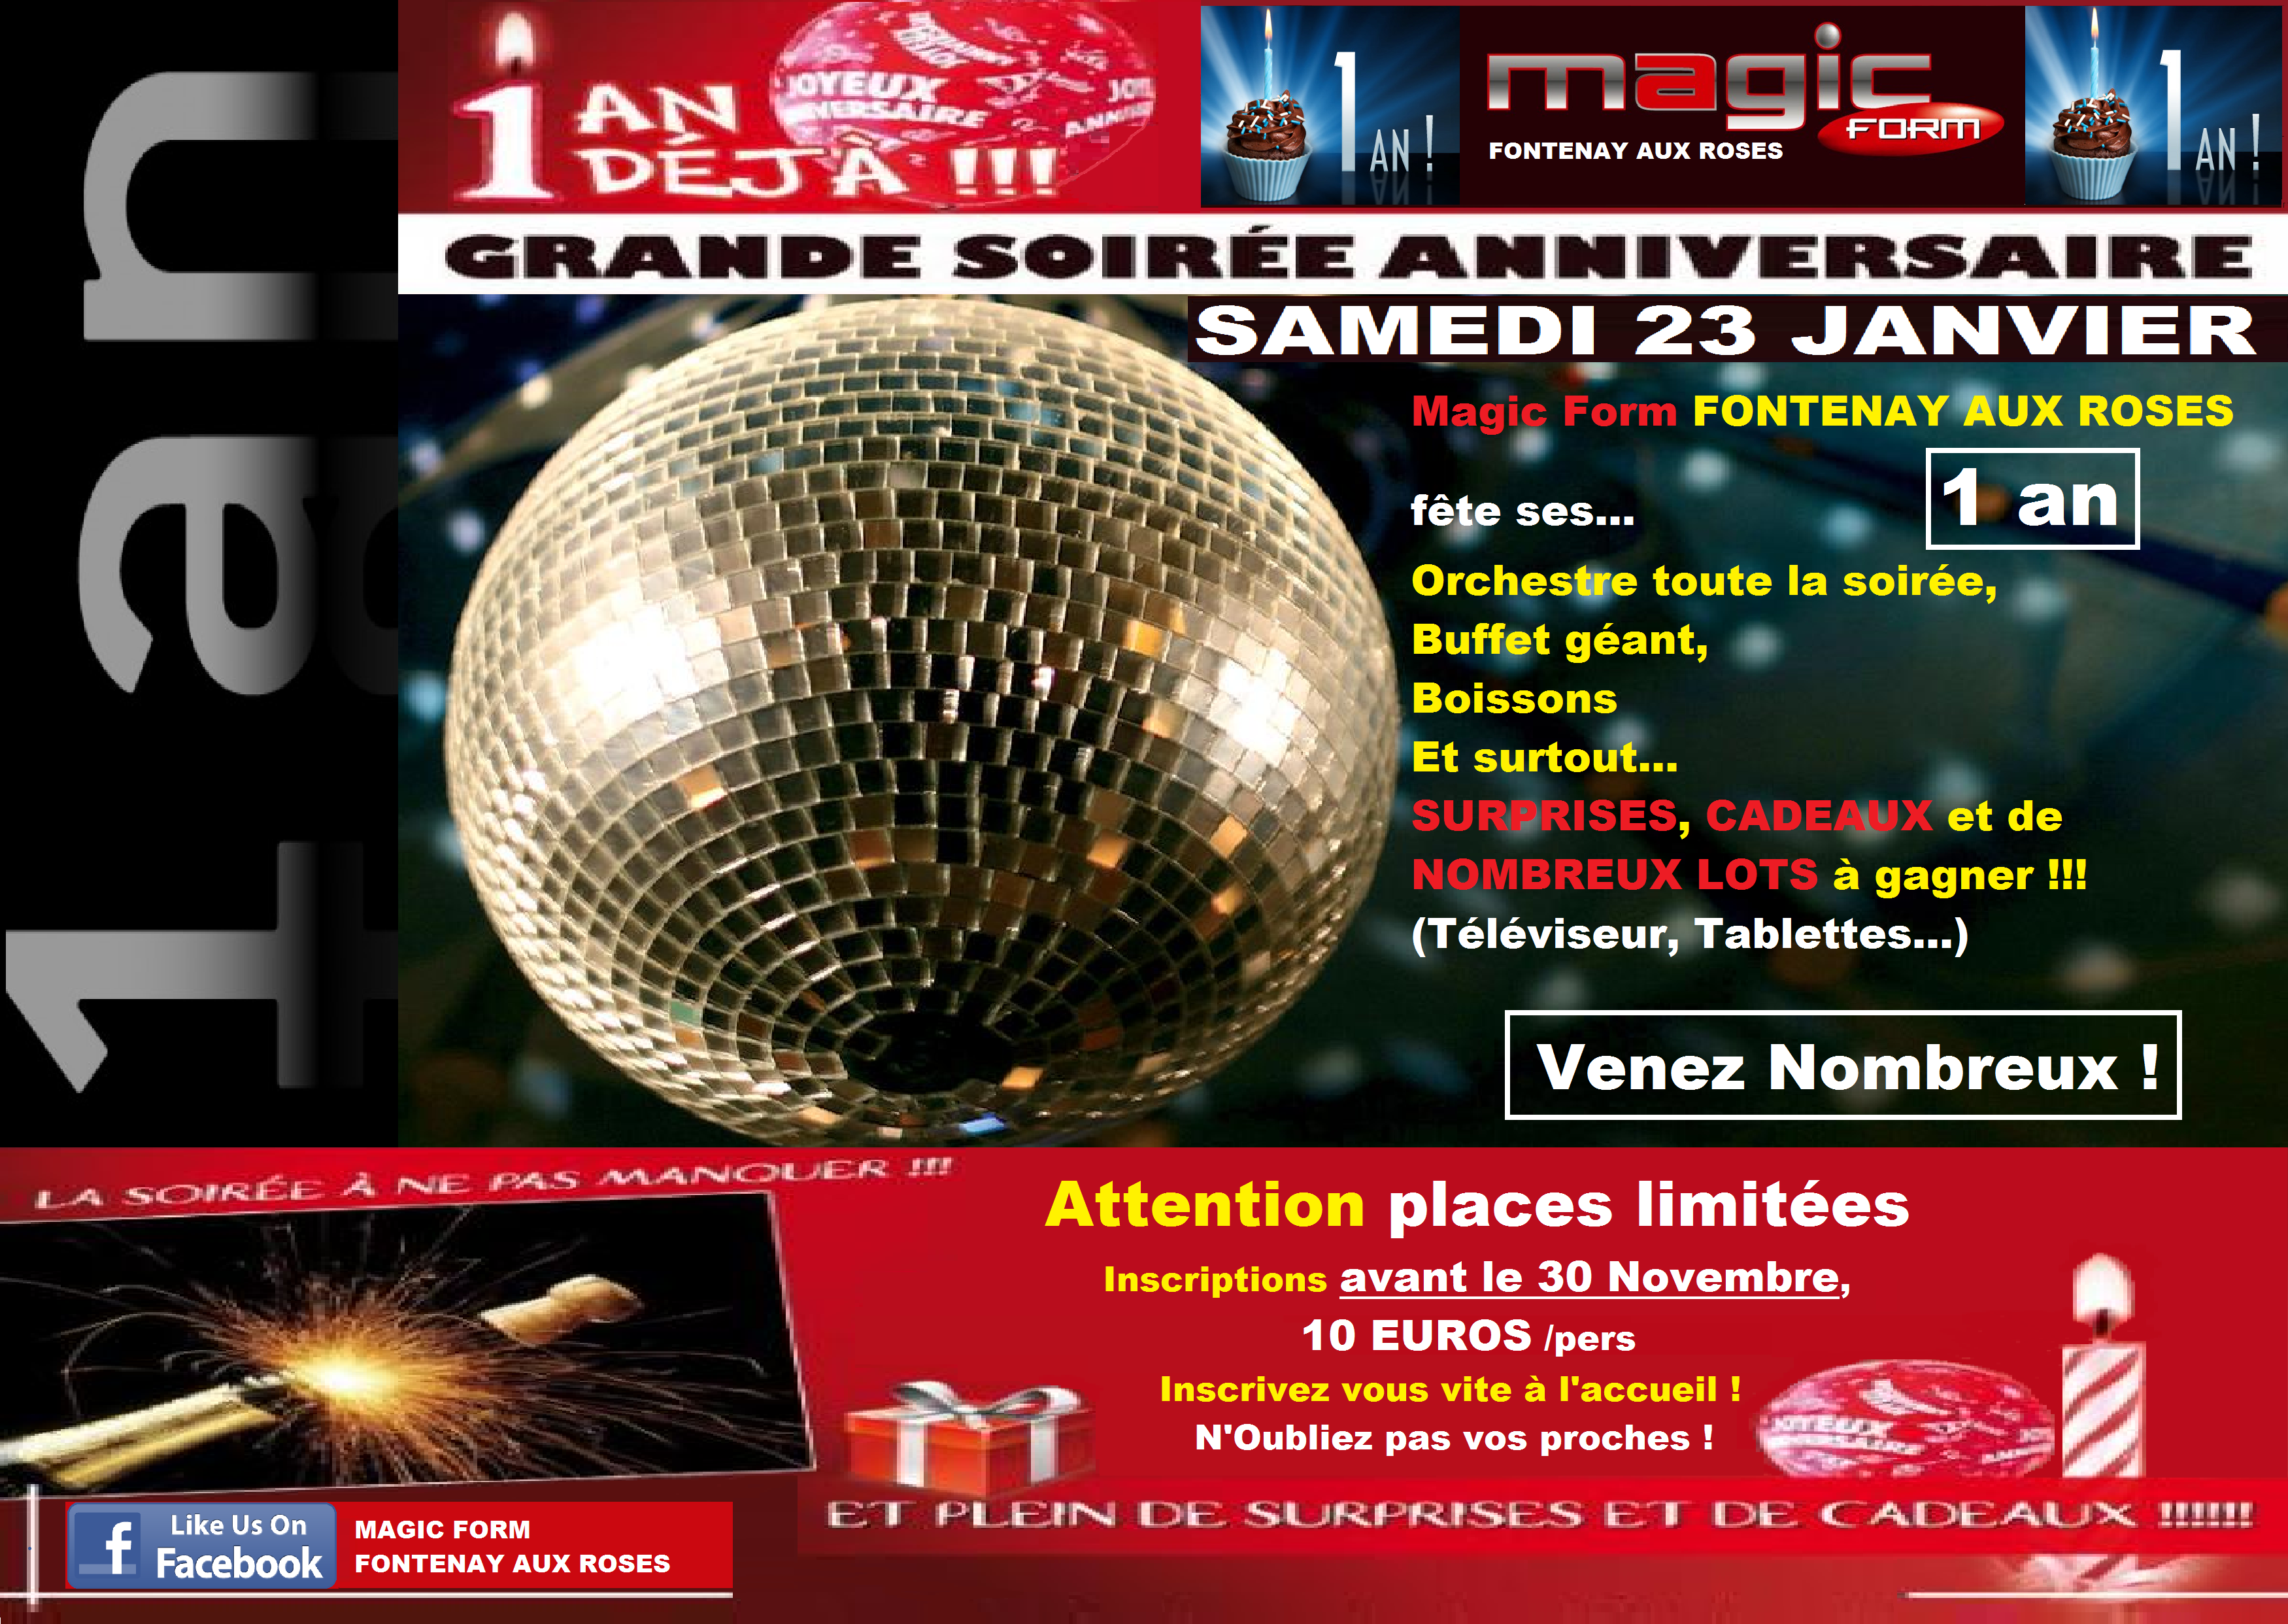 1 an
1 AN
DÉJÀ !!!
JOYEUX
ANNIVERSAIRE
1 AN !
magic
FORM
FONTENAY AUX ROSES
1 AN !
GRANDE SOIRÉE ANNIVERSAIRE
SAMEDI 23 JANVIER
Magic Form FONTENAY AUX ROSES
fête ses... 1 an
Orchestre toute la soirée,
Buffet géant,
Boissons
Et surtout...
SURPRISES, CADEAUX et de
NOMBREUX LOTS à gagner !!!
(Téléviseur, Tablettes...)
Venez Nombreux !
LA SOIRÉE À NE PAS MANQUER !!!
Attention places limitées
Inscriptions avant le 30 Novembre,
10 EUROS /pers
Inscrivez vous vite à l'accueil !
N'Oubliez pas vos proches !
JOYEUX
ET PLEIN DE SURPRISES ET DE CADEAUX !!!!!!
f Like Us On
Facebook
MAGIC FORM
FONTENAY AUX ROSES